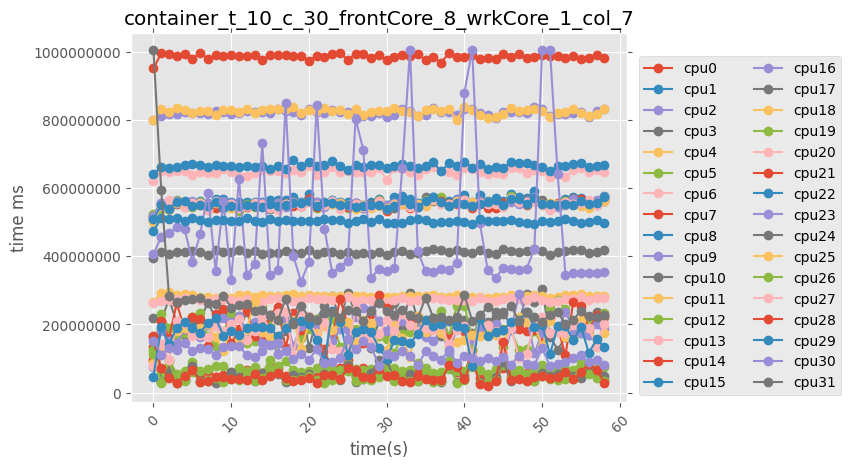 container_t_10_c_30_frontCore_8_wrkCore_1_col_7
time ms
1000000000
800000000
600000000
400000000
200000000
0
0 10 20 30 40 50 60
time(s)
cpu0 cpu16
cpu1 cpu17
cpu2 cpu18
cpu3 cpu19
cpu4 cpu20
cpu5 cpu21
cpu6 cpu22
cpu7 cpu23
cpu8 cpu24
cpu9 cpu25
cpu10 cpu26
cpu11 cpu27
cpu12 cpu28
cpu13 cpu29
cpu14 cpu30
cpu15 cpu31